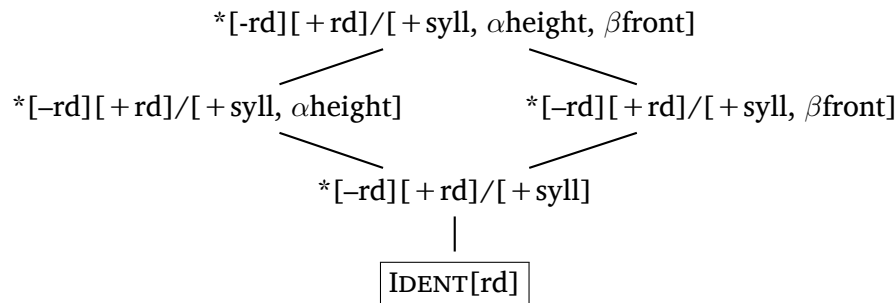 *[-rd][+rd]/[+syll, αheight, βfront]
*[–rd][+rd]/[+syll, αheight] *[–rd][+rd]/[+syll, βfront]
*[–rd][+rd]/[+syll]
IDENT[rd]